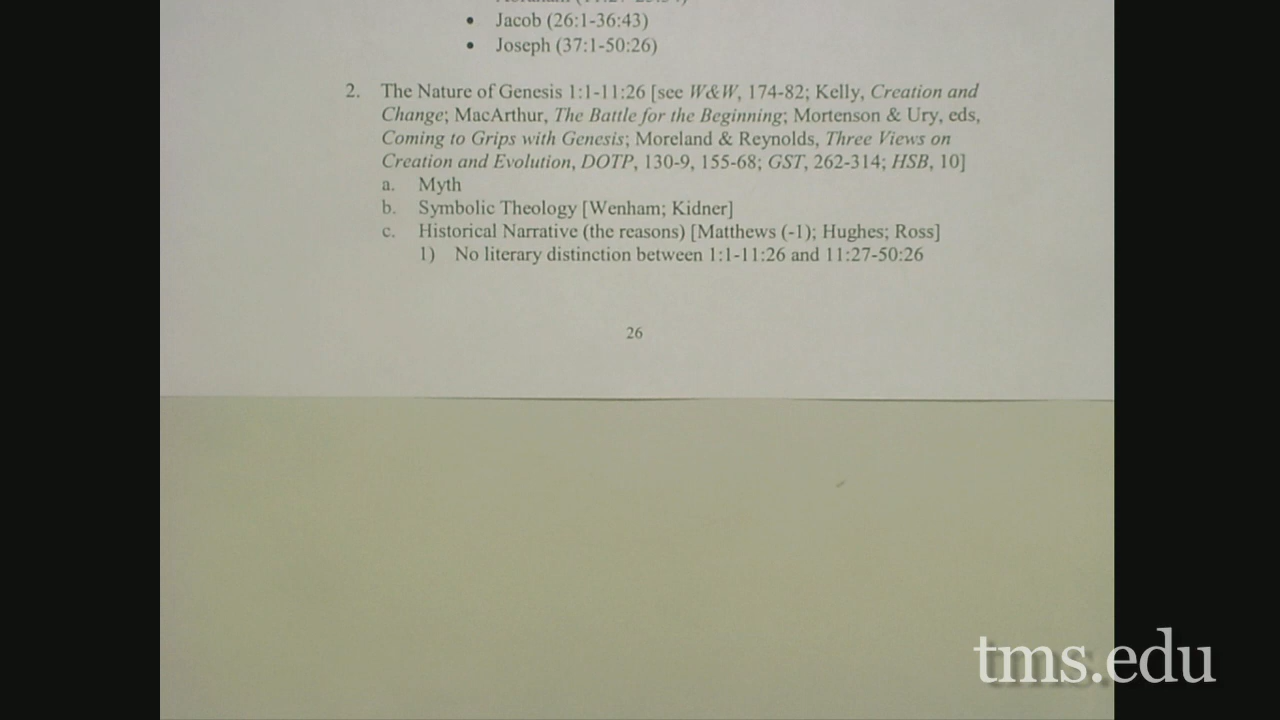 • Jacob (26:1-36:43)
• Joseph (37:1-50:26)
2. The Nature of Genesis 1:1-11:26 [see W&W, 174-82; Kelly, Creation and
Change; MacArthur, The Battle for the Beginning; Mortenson & Ury, eds,
Coming to Grips with Genesis; Moreland & Reynolds, Three Views on
Creation and Evolution, DOTP, 130-9, 155-68; GST, 262-314; HSB, 10]
a. Myth
b. Symbolic Theology [Wenham; Kidner]
c. Historical Narrative (the reasons) [Matthews (-1); Hughes; Ross]
1) No literary distinction between 1:1-11:26 and 11:27-50:26
26
tms.edu